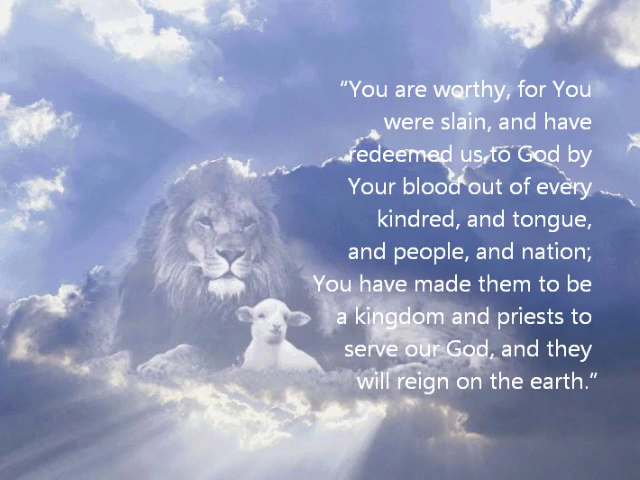 “You are worthy, for You
were slain, and have
redeemed us to God by
Your blood out of every
kindred, and tongue,
and people, and nation;
You have made them to be
a kingdom and priests to
serve our God, and they
will reign on the earth.”